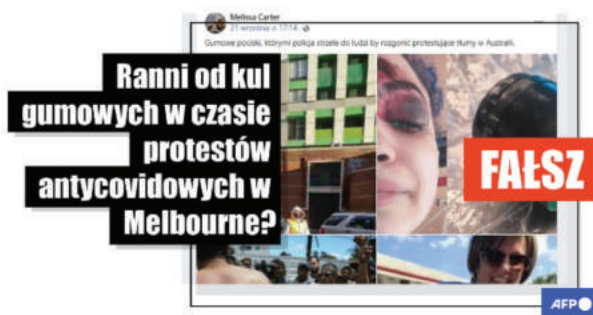 Melissa Carter
21 września o 17:14
Gumowe pociski, którymi policja strzela do ludzi by rozgonić protestujące tłumy w Australii.
Ranni od kul
gumowych w czasie
protestów
antycovidowych w
Melbourne?
FAŁSZ
AFP